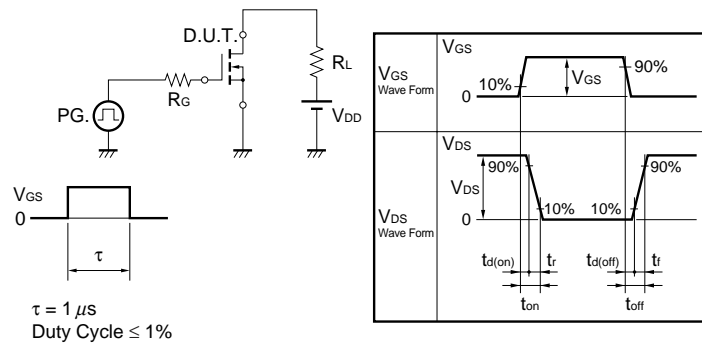 D.U.T.
RL
RG
PG.
VDD
VGS
0
τ
τ = 1 μs
Duty Cycle ≤ 1%
VGS
Wave Form
VGS
10%
90%
VGS
0
VDS
Wave Form
VDS
90%
90%
VDS
10%
10%
0
td(on)
tr
td(off)
tf
ton
toff